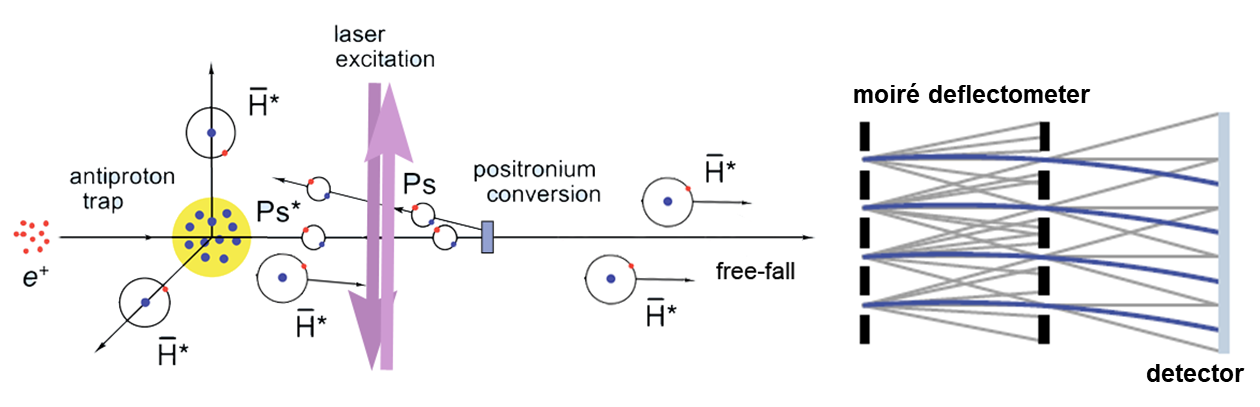 laser
excitation
H̅*
antiproton
trap
Ps*
Ps
positronium
conversion
H̅*
e⁺
H̅*
H̅*
H̅*
free-fall
moiré deflectometer
detector